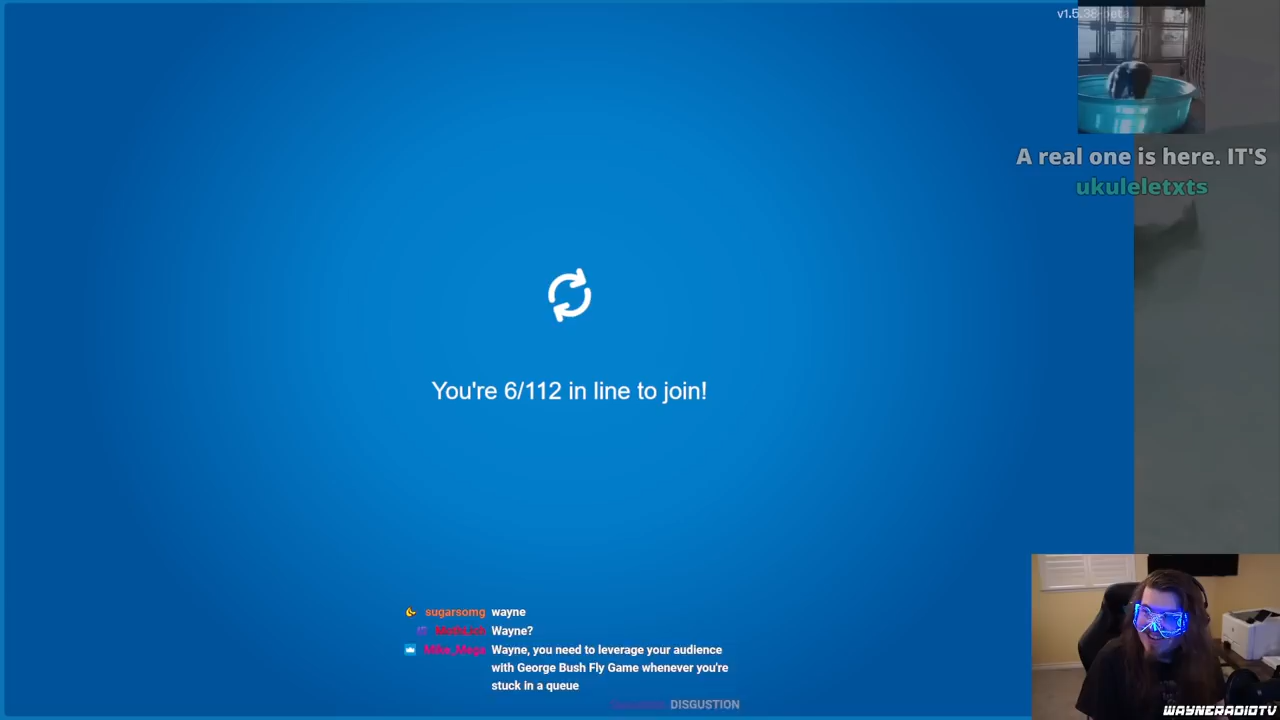 A real one is here. IT'S
ukuleletxts
You're 6/112 in line to join!
sugarsomg wayne
Wayne?
Mike_Mega Wayne, you need to leverage your audience
with George Bush Fly Game whenever you're
stuck in a queue
DISGUSTION
WAYNERADIOTV